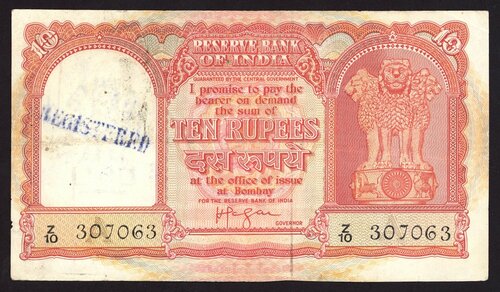 10
10
RESERVE BANK
OF INDIA
GUARANTEED BY THE CENTRAL GOVERNMENT
I promise to pay the
bearer on demand
the sum of
TEN RUPEES
दस रुपये
at the office of issue
at Bombay
FOR THE RESERVE BANK OF INDIA
GOVERNOR
REGISTERED
Z/10 307063
Z/10 307063